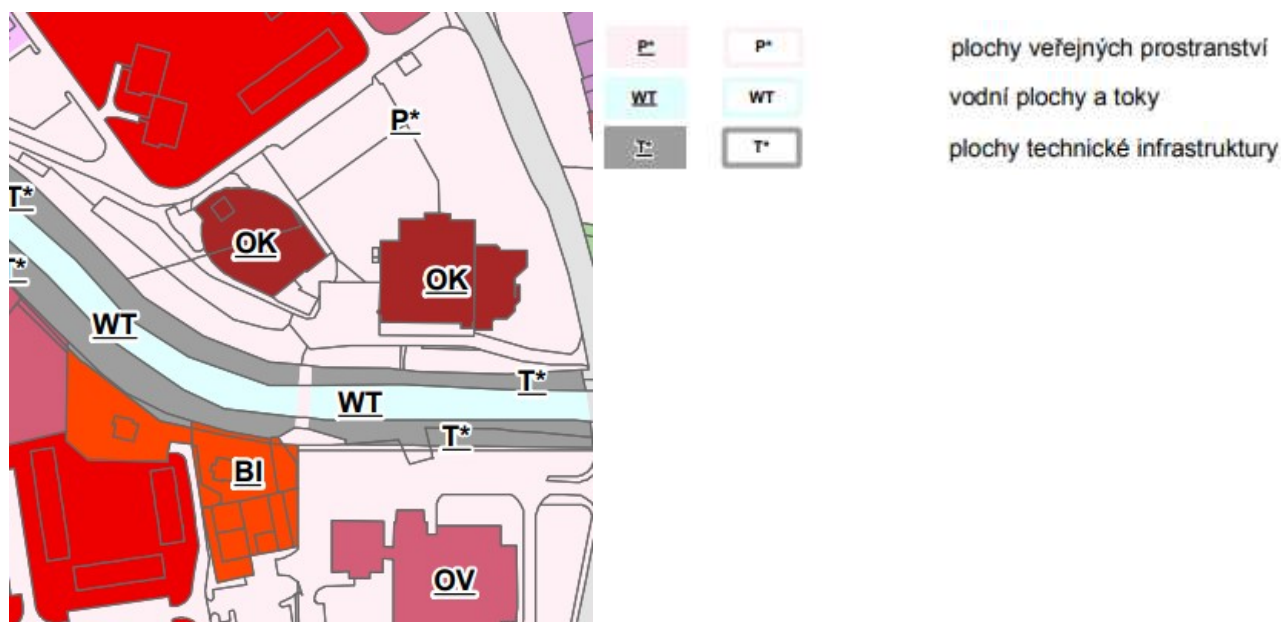 P*
T*
OK
OK
T*
WT
T*
WT
T*
BI
OV
P* P* plochy veřejných prostranství
WT WT vodní plochy a toky
T* T* plochy technické infrastruktury